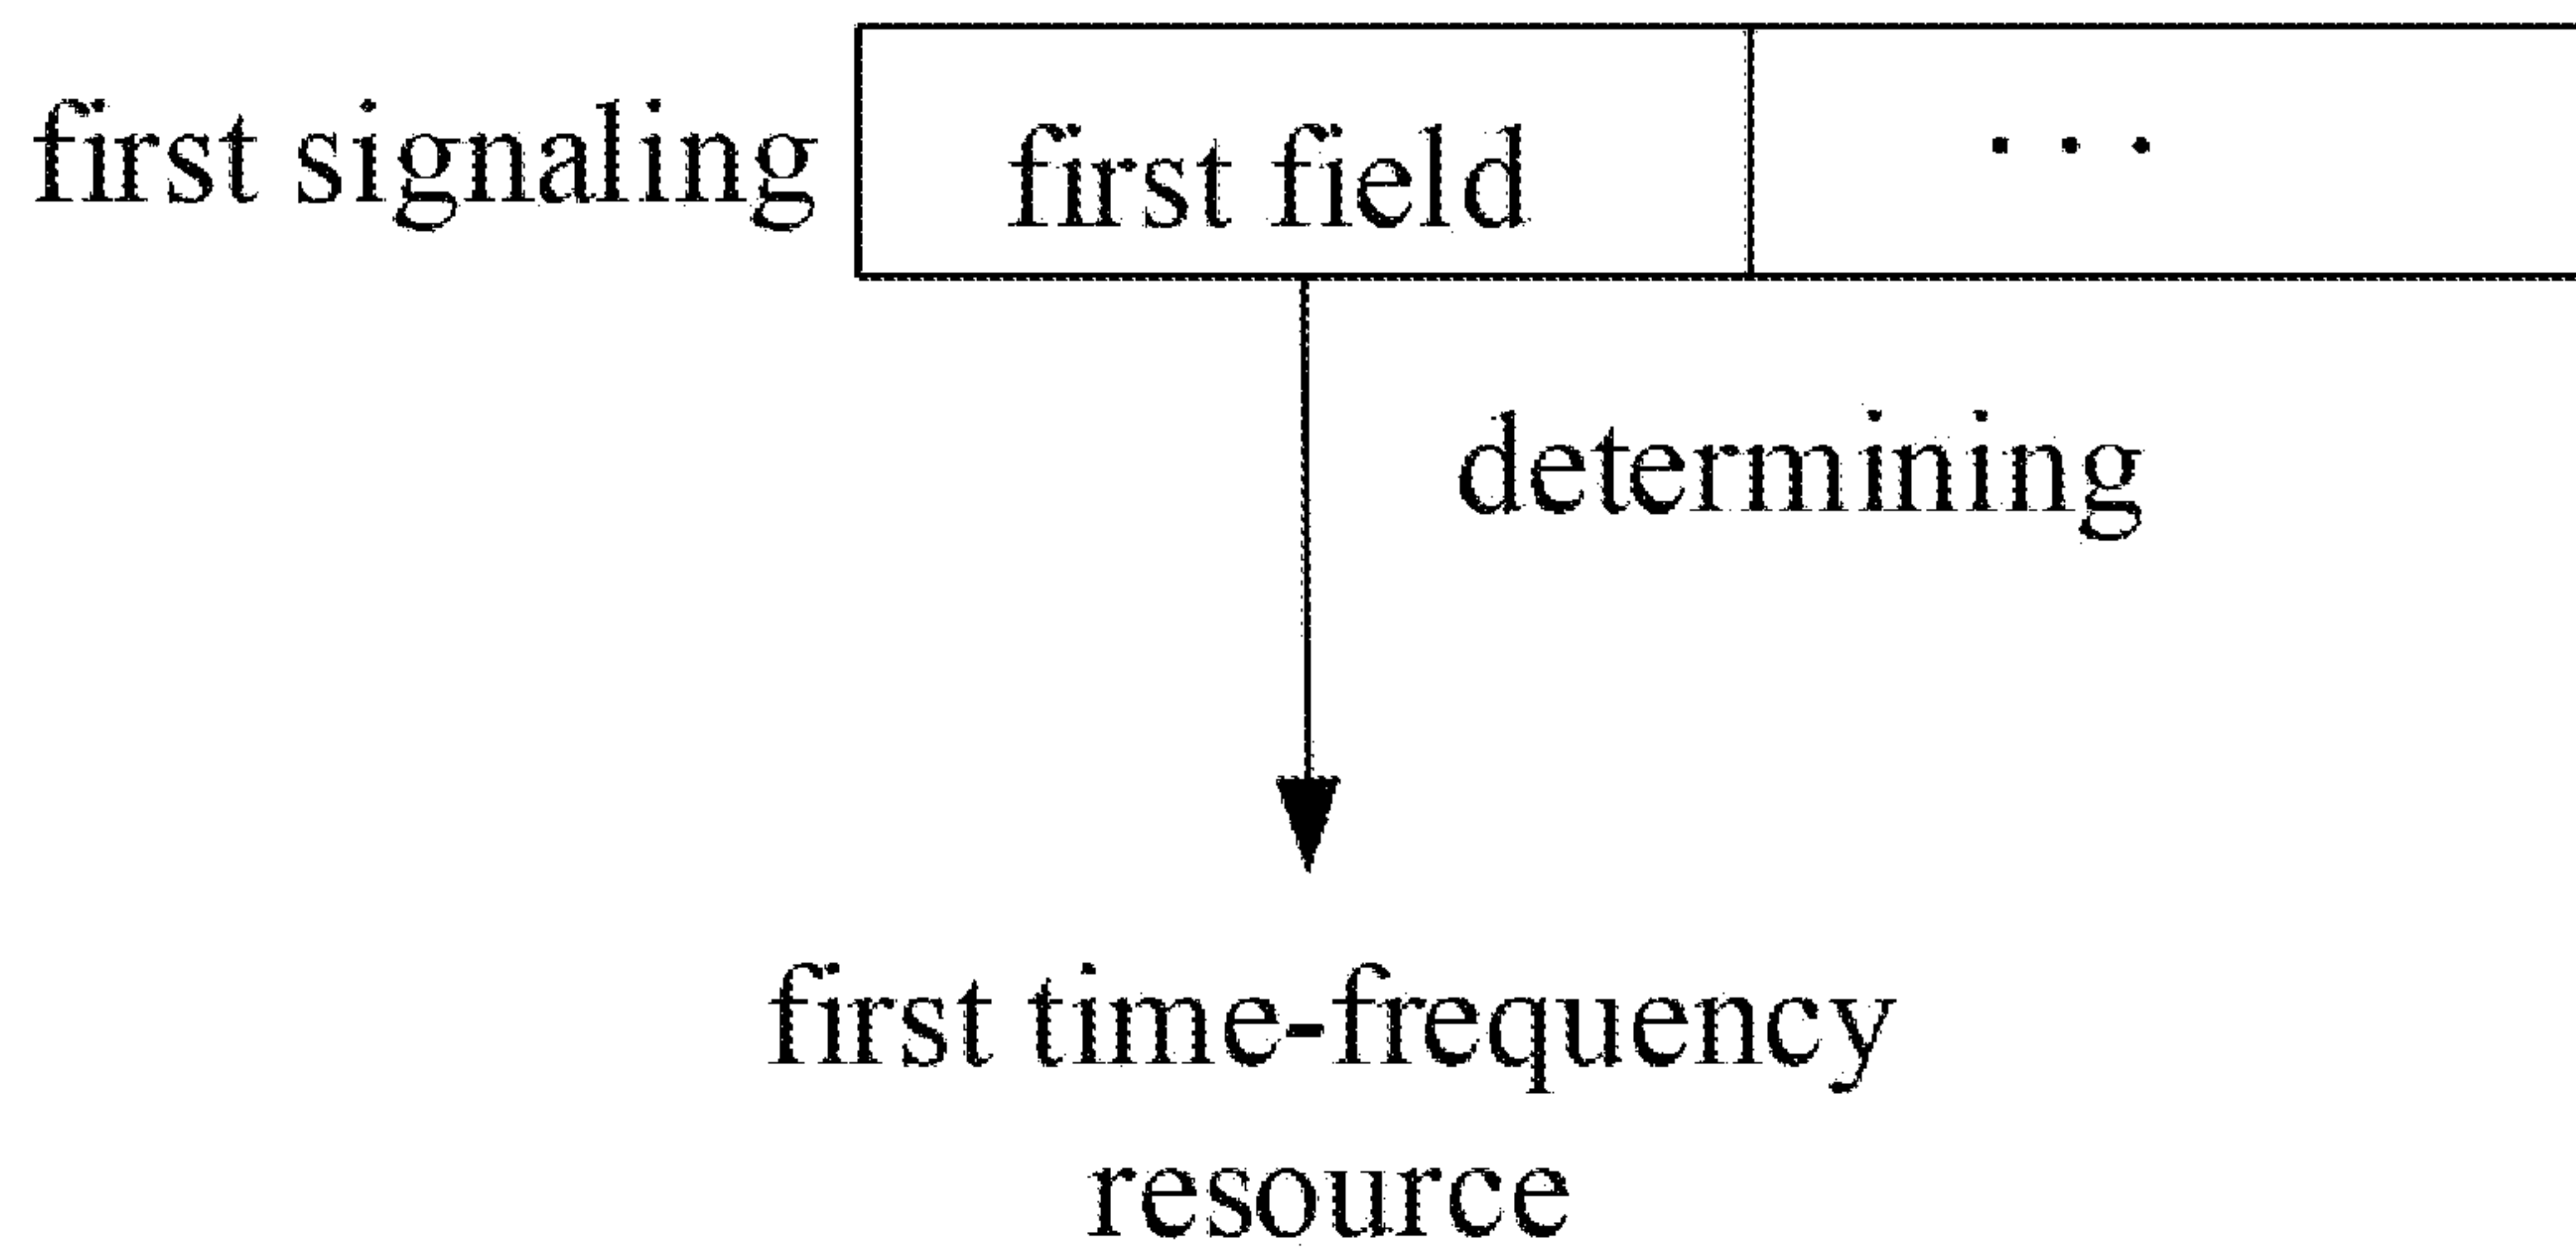 first signaling
first field
. . .
determining
first time-frequency
resource